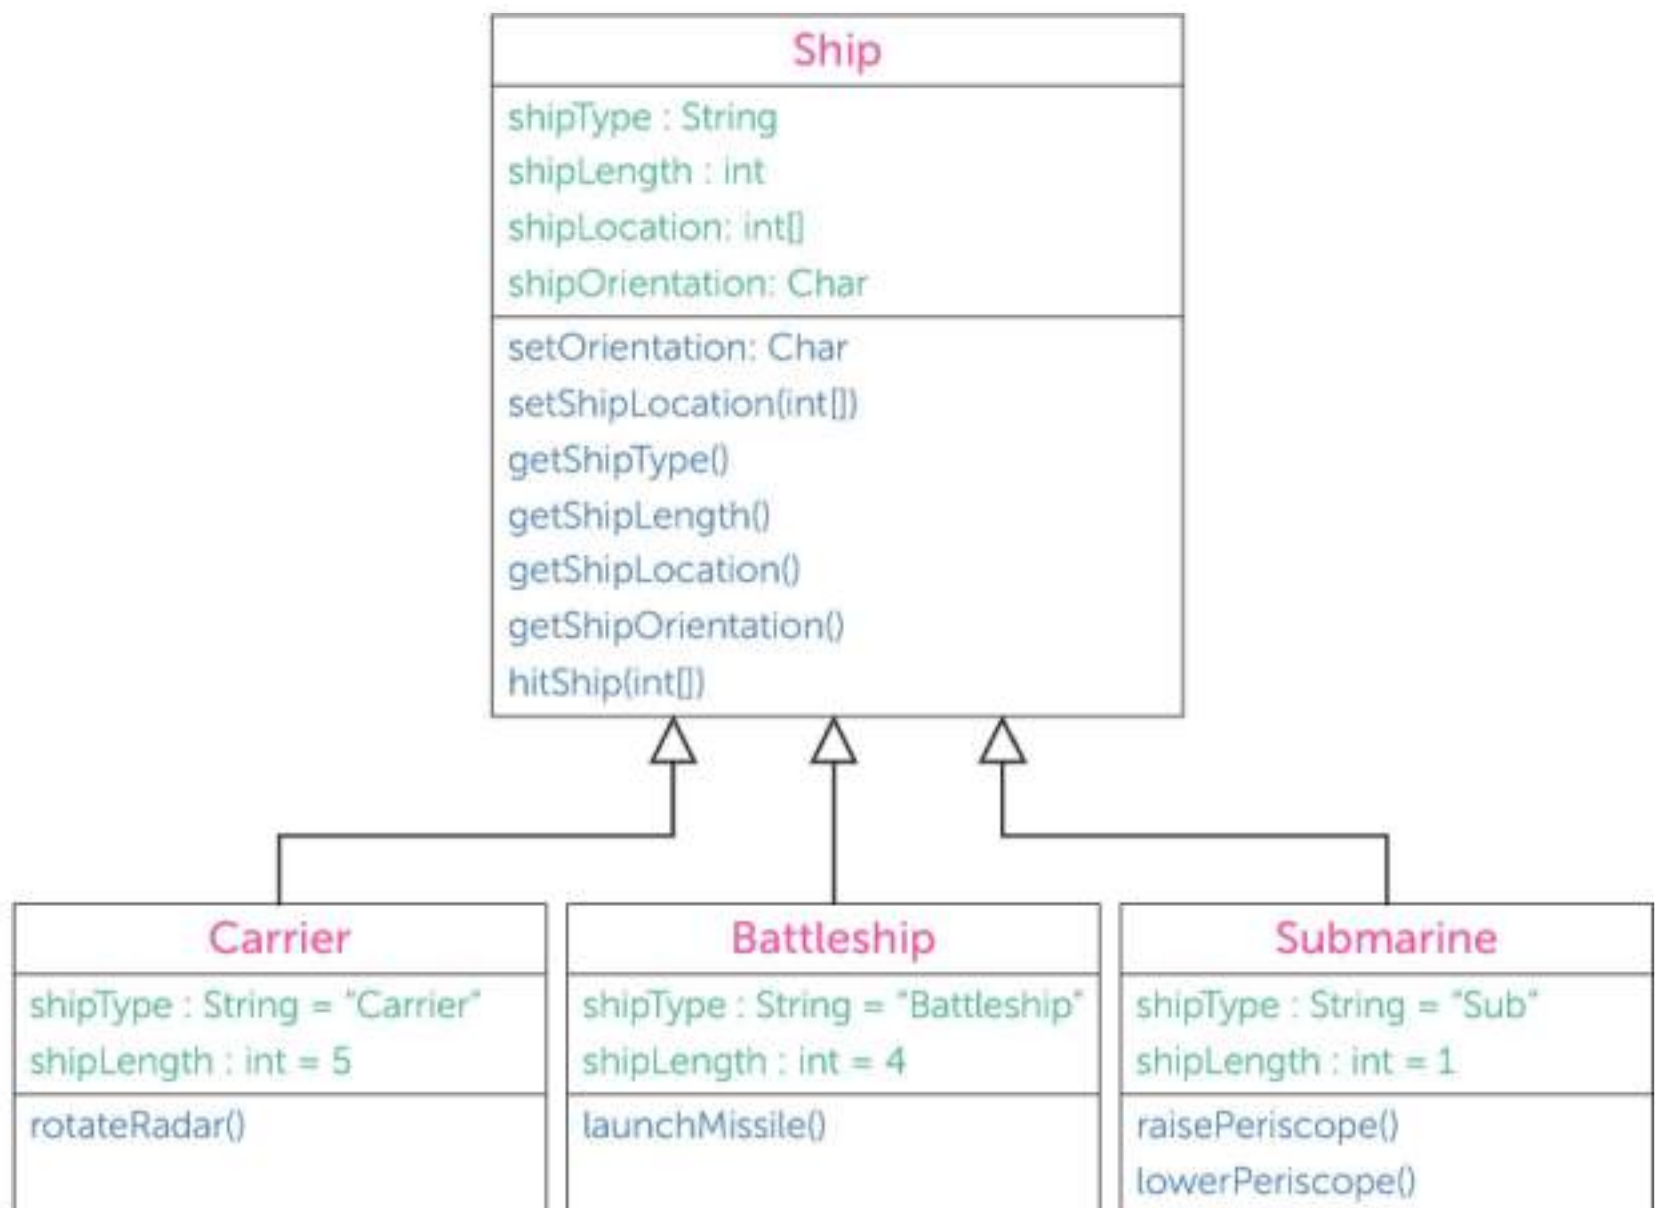 Ship
shipType : String
shipLength : int
shipLocation: int[]
shipOrientation: Char
setOrientation: Char
setShipLocation(int[])
getShipType()
getShipLength()
getShipLocation()
getShipOrientation()
hitShip(int[])
Carrier
shipType : String = "Carrier"
shipLength : int = 5
rotateRadar()
Battleship
shipType : String = "Battleship"
shipLength : int = 4
launchMissile()
Submarine
shipType : String = "Sub"
shipLength : int = 1
raisePeriscope()
lowerPeriscope()